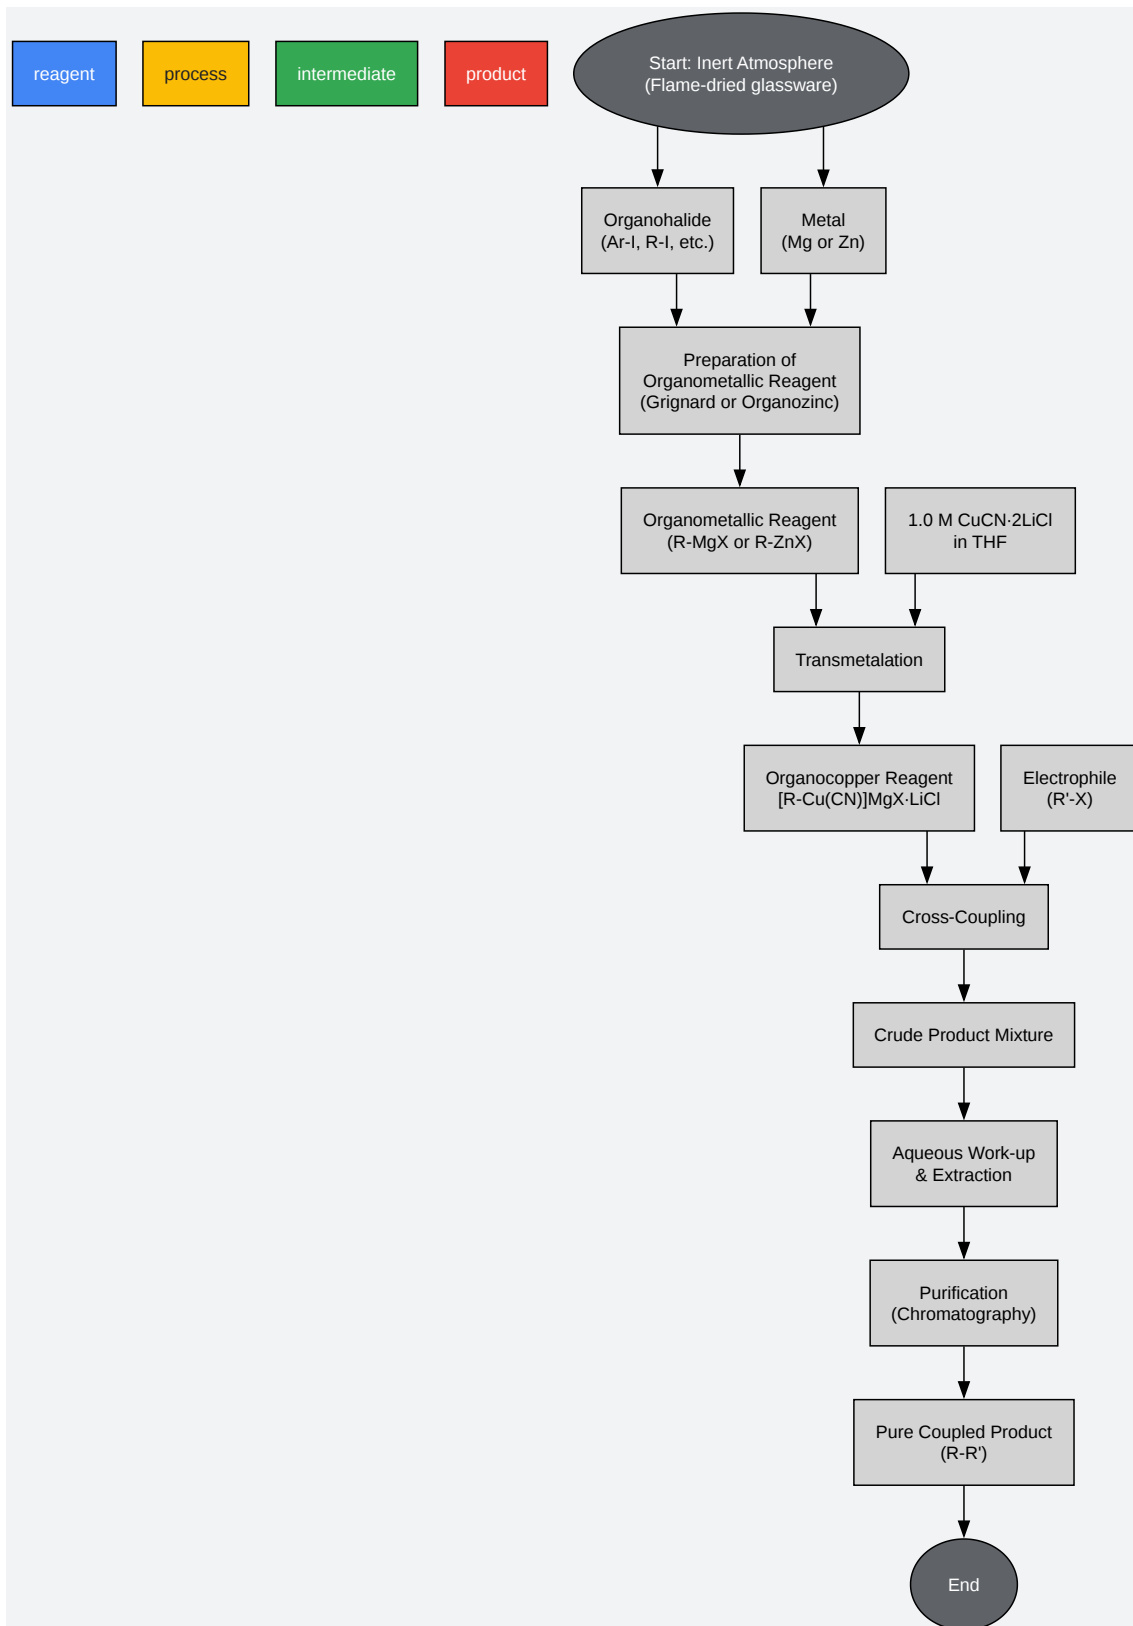 reagent
process
intermediate
product
Start: Inert Atmosphere
(Flame-dried glassware)
Organohalide
(Ar-I, R-I, etc.)
Metal
(Mg or Zn)
Preparation of
Organometallic Reagent
(Grignard or Organozinc)
Organometallic Reagent
(R-MgX or R-ZnX)
1.0 M CuCN·2LiCl
in THF
Transmetalation
Organocopper Reagent
[R-Cu(CN)]MgX·LiCl
Electrophile
(R'-X)
Cross-Coupling
Crude Product Mixture
Aqueous Work-up
& Extraction
Purification
(Chromatography)
Pure Coupled Product
(R-R')
End